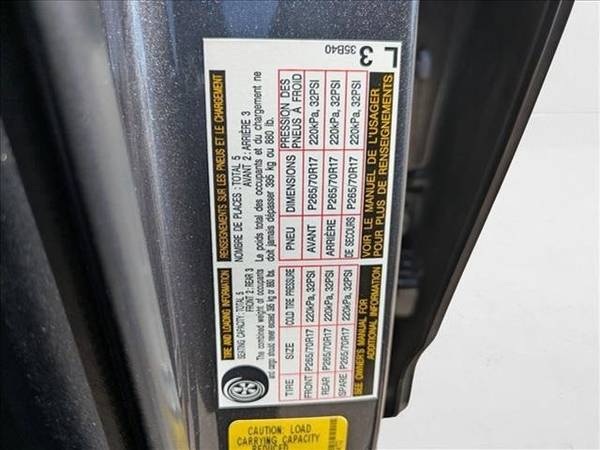 TIRE AND LOADING INFORMATION
SEATING CAPACITY: TOTAL 5
FRONT 2: REAR 3
The combined weight of occupants
and cargo should never exceed 395 kg or 880 lbs.
TIRE SIZE COLD TIRE PRESSURE
FRONT P265/70R17 220kPa, 32PSI
REAR P265/70R17 220kPa, 32PSI
SPARE P265/70R17 220kPa, 32PSI
SEE OWNER'S MANUAL FOR
ADDITIONAL INFORMATION
RENSEIGNEMENTS SUR LES PNEUS ET LE CHARGEMENT
NOMBRE DE PLACES : TOTAL 5
AVANT 2: ARRIÈRE 3
Le poids total des occupants et du chargement ne
doit jamais dépasser 395 kg ou 880 lb.
PNEU DIMENSIONS PRESSION DES
PNEUS À FROID
AVANT P265/70R17 220kPa, 32PSI
ARRIÈRE P265/70R17 220kPa, 32PSI
DE SECOURS P265/70R17 220kPa, 32PSI
VOIR LE MANUEL DE L'USAGER
POUR PLUS DE RENSEIGNEMENTS
L3
35B40
CAUTION: LOAD
CARRYING CAPACITY
REDUCED